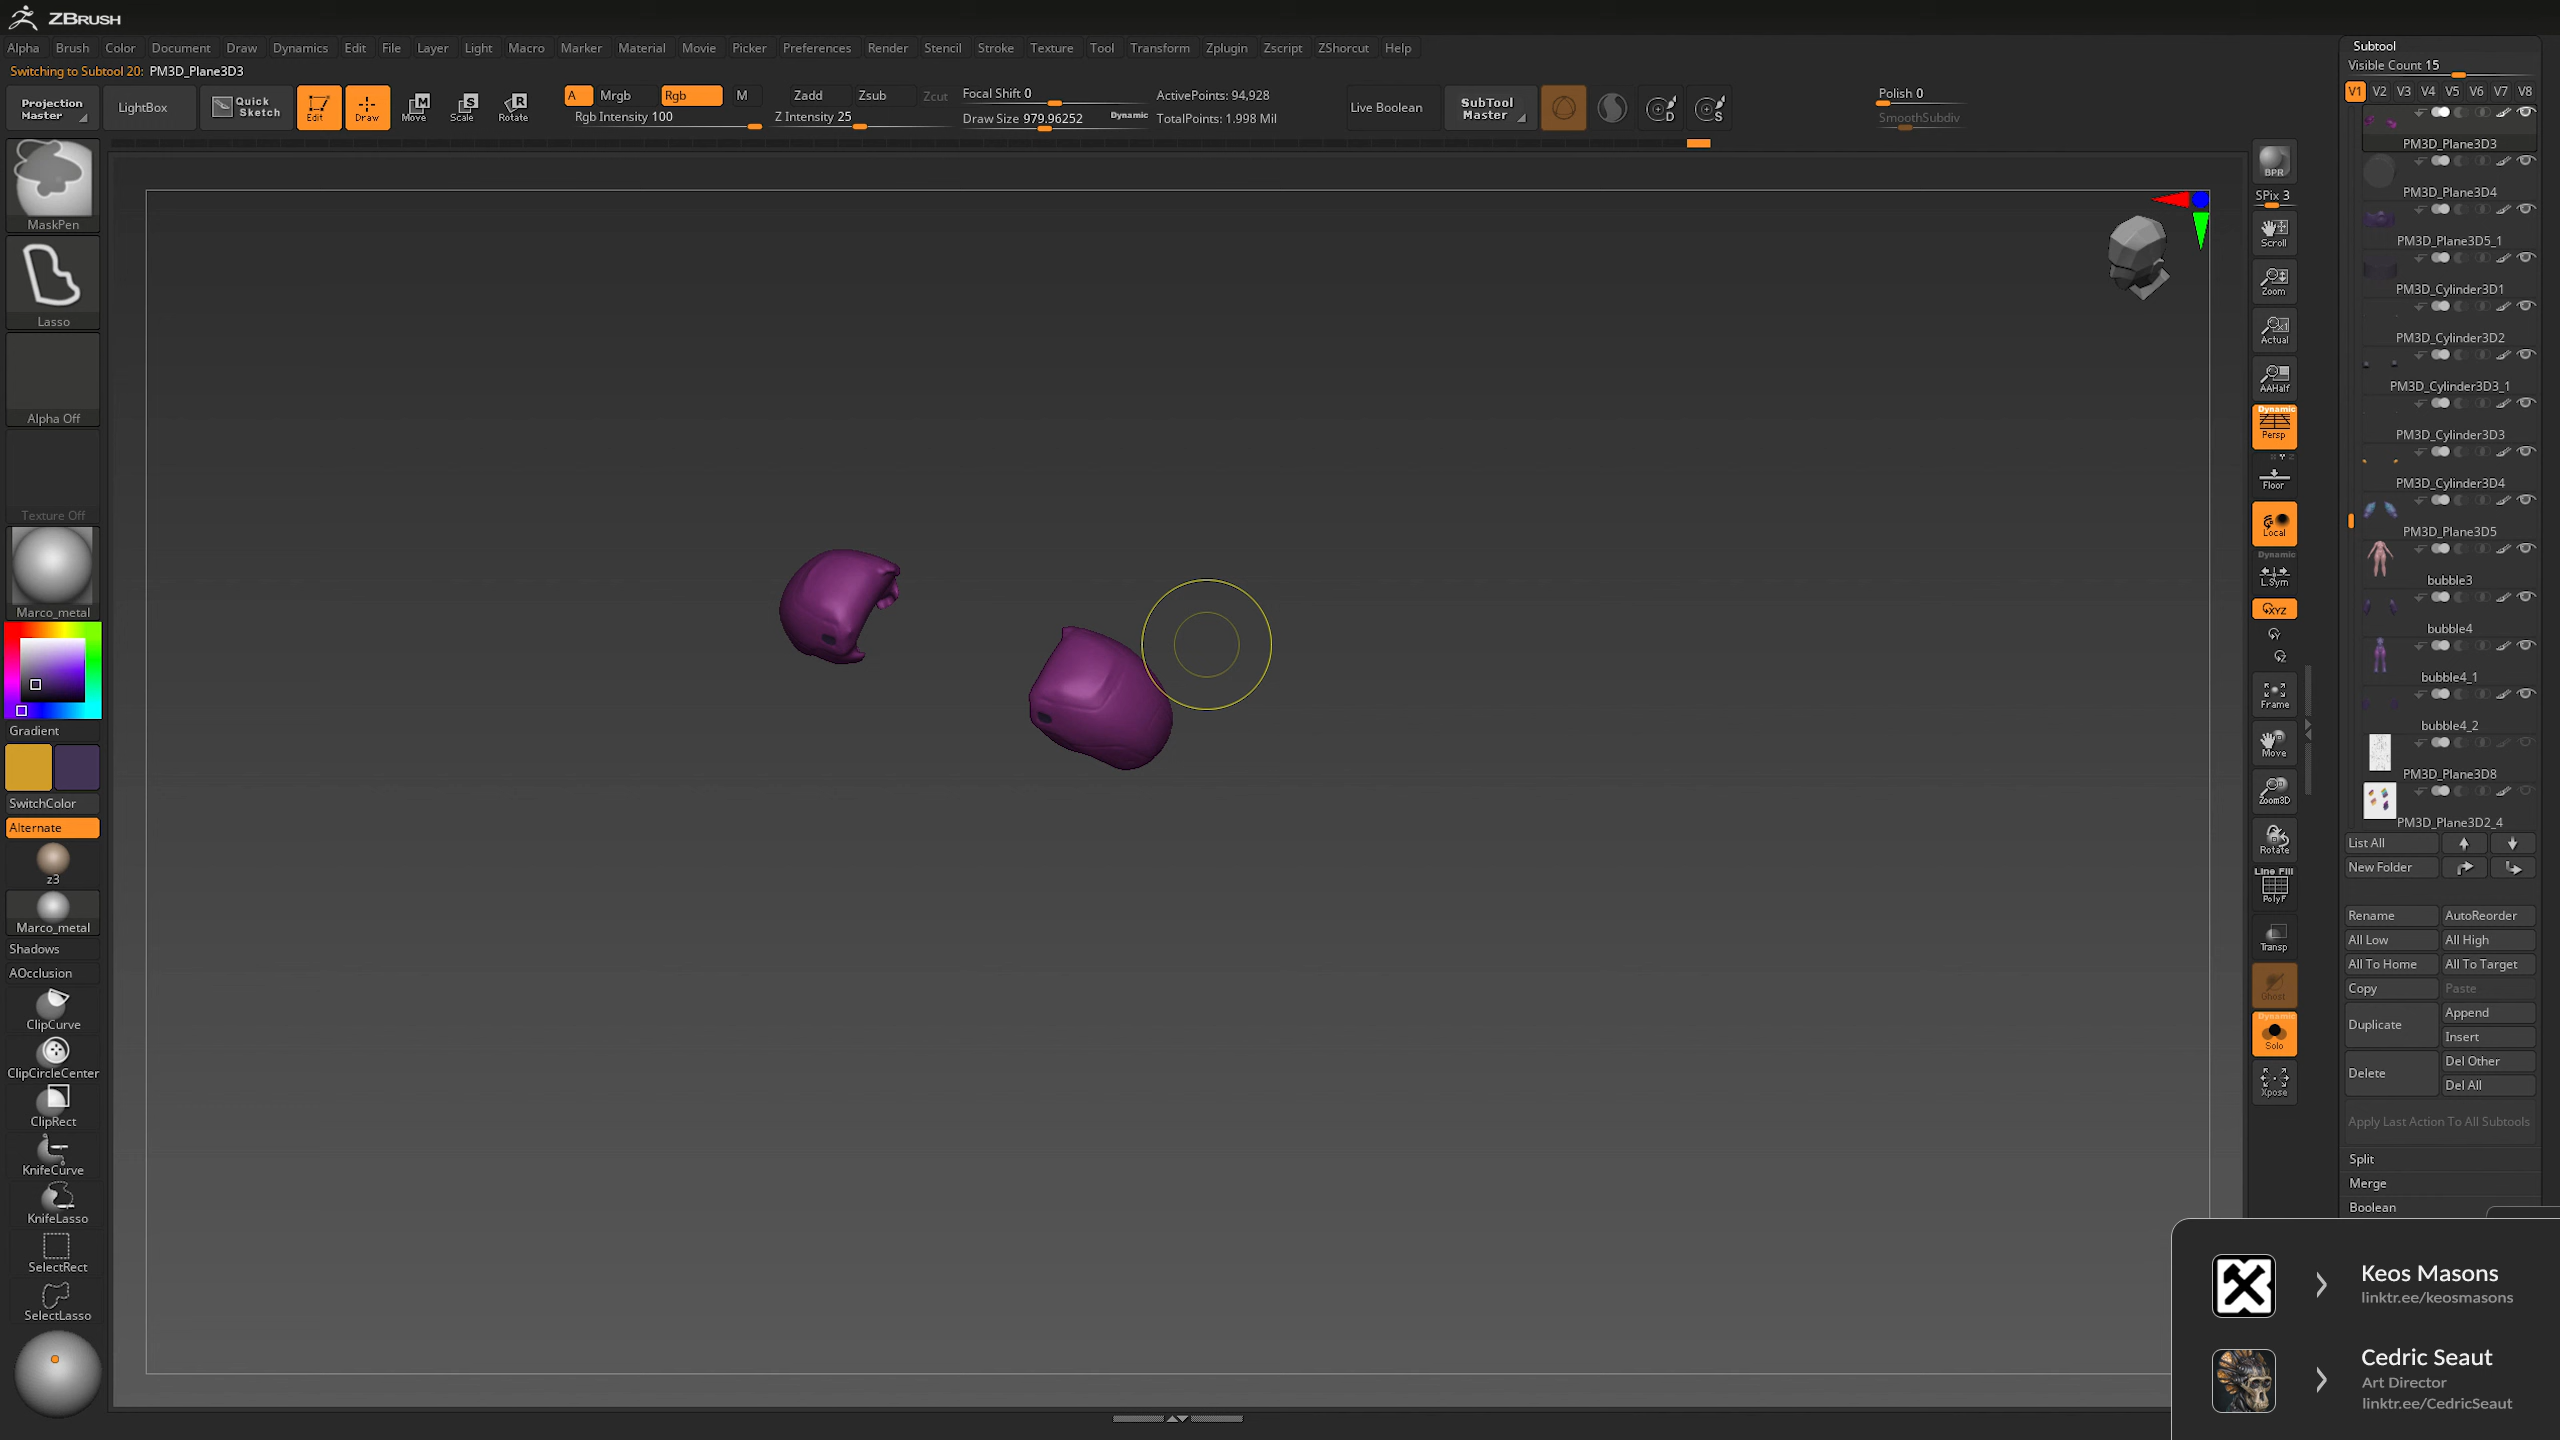 ZBRUSH
Alpha Brush Color Document Draw Dynamics Edit File Layer Light Macro Marker Material Movie Picker Preferences Render Stencil Stroke Texture Tool Transform Zplugin Zscript ZShorcut Help
Switching to Subtool 20: PM3D_Plane3D3
Projection Master
LightBox
Quick Sketch
Edit
Draw
Move
Scale
Rotate
A Mrgb Rgb M
Rgb Intensity 100
Zadd Zsub Zcut
Z Intensity 25
Focal Shift 0
Draw Size 979.96252
Dynamic
ActivePoints: 94,928
TotalPoints: 1.998 Mil
Live Boolean
SubTool Master
D
S
Polish 0
SmoothSubdiv
MaskPen
Lasso
Alpha Off
Texture Off
Marco_metal
Gradient
SwitchColor
Alternate
z3
Marco_metal
Shadows
AOcclusion
ClipCurve
ClipCircleCenter
ClipRect
KnifeCurve
KnifeLasso
SelectRect
SelectLasso
BPR
SPix 3
Scroll
Zoom
Actual
AAHalf
Dynamic
Persp
Floor
Local
Dynamic
L.Sym
XYZ
Y
Z
Frame
Move
Zoom3D
Rotate
Line Fill
PolyF
Transp
Ghost
Dynamic
Solo
Xpose
Subtool
Visible Count 15
V1 V2 V3 V4 V5 V6 V7 V8
PM3D_Plane3D3
PM3D_Plane3D4
PM3D_Plane3D5_1
PM3D_Cylinder3D1
PM3D_Cylinder3D2
PM3D_Cylinder3D3_1
PM3D_Cylinder3D3
PM3D_Cylinder3D4
PM3D_Plane3D5
bubble3
bubble4
bubble4_1
bubble4_2
PM3D_Plane3D8
PM3D_Plane3D2_4
List All
New Folder
Rename AutoReorder
All Low All High
All To Home All To Target
Copy Paste
Duplicate Append
Insert
Delete Del Other
Del All
Apply Last Action To All Subtools
Split
Merge
Boolean
Keos Masons
linktr.ee/keosmasons
Cedric Seaut
Art Director
linktr.ee/CedricSeaut